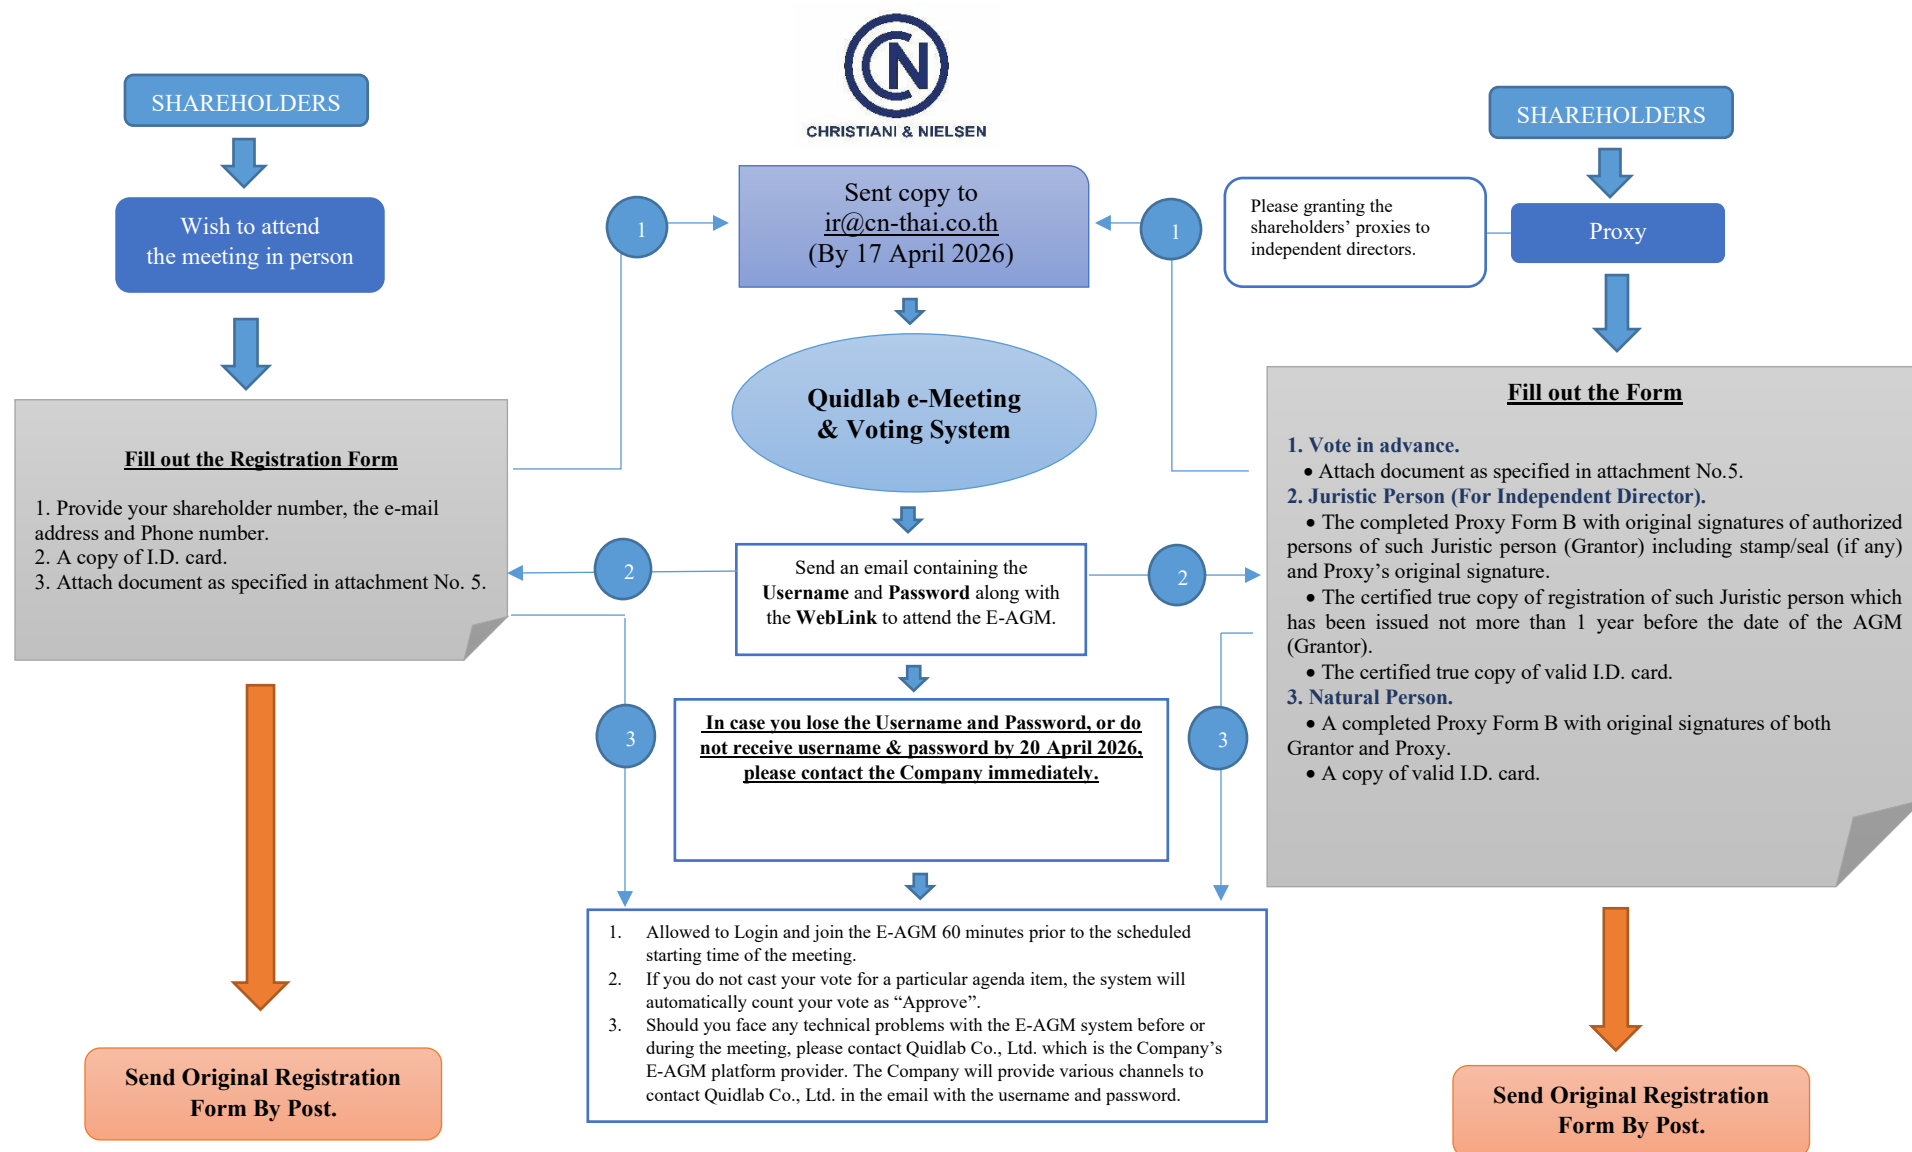 CN
CHRISTIANI & NIELSEN
SHAREHOLDERS
Wish to attend
the meeting in person
Fill out the Registration Form
1. Provide your shareholder number, the e-mail
address and Phone number.
2. A copy of I.D. card.
3. Attach document as specified in attachment No. 5.
Send Original Registration
Form By Post.
1
2
3
Sent copy to
ir@cn-thai.co.th
(By 17 April 2026)
Quidlab e-Meeting
& Voting System
Send an email containing the
Username and Password along with
the WebLink to attend the E-AGM.
In case you lose the Username and Password, or do
not receive username & password by 20 April 2026,
please contact the Company immediately.
1. Allowed to Login and join the E-AGM 60 minutes prior to the scheduled
starting time of the meeting.
2. If you do not cast your vote for a particular agenda item, the system will
automatically count your vote as “Approve”.
3. Should you face any technical problems with the E-AGM system before or
during the meeting, please contact Quidlab Co., Ltd. which is the Company’s
E-AGM platform provider. The Company will provide various channels to
contact Quidlab Co., Ltd. in the email with the username and password.
1
2
3
SHAREHOLDERS
Please granting the
shareholders’ proxies to
independent directors.
Proxy
Fill out the Form
1. Vote in advance.
• Attach document as specified in attachment No.5.
2. Juristic Person (For Independent Director).
• The completed Proxy Form B with original signatures of authorized
persons of such Juristic person (Grantor) including stamp/seal (if any)
and Proxy’s original signature.
• The certified true copy of registration of such Juristic person which
has been issued not more than 1 year before the date of the AGM
(Grantor).
• The certified true copy of valid I.D. card.
3. Natural Person.
• A completed Proxy Form B with original signatures of both
Grantor and Proxy.
• A copy of valid I.D. card.
Send Original Registration
Form By Post.